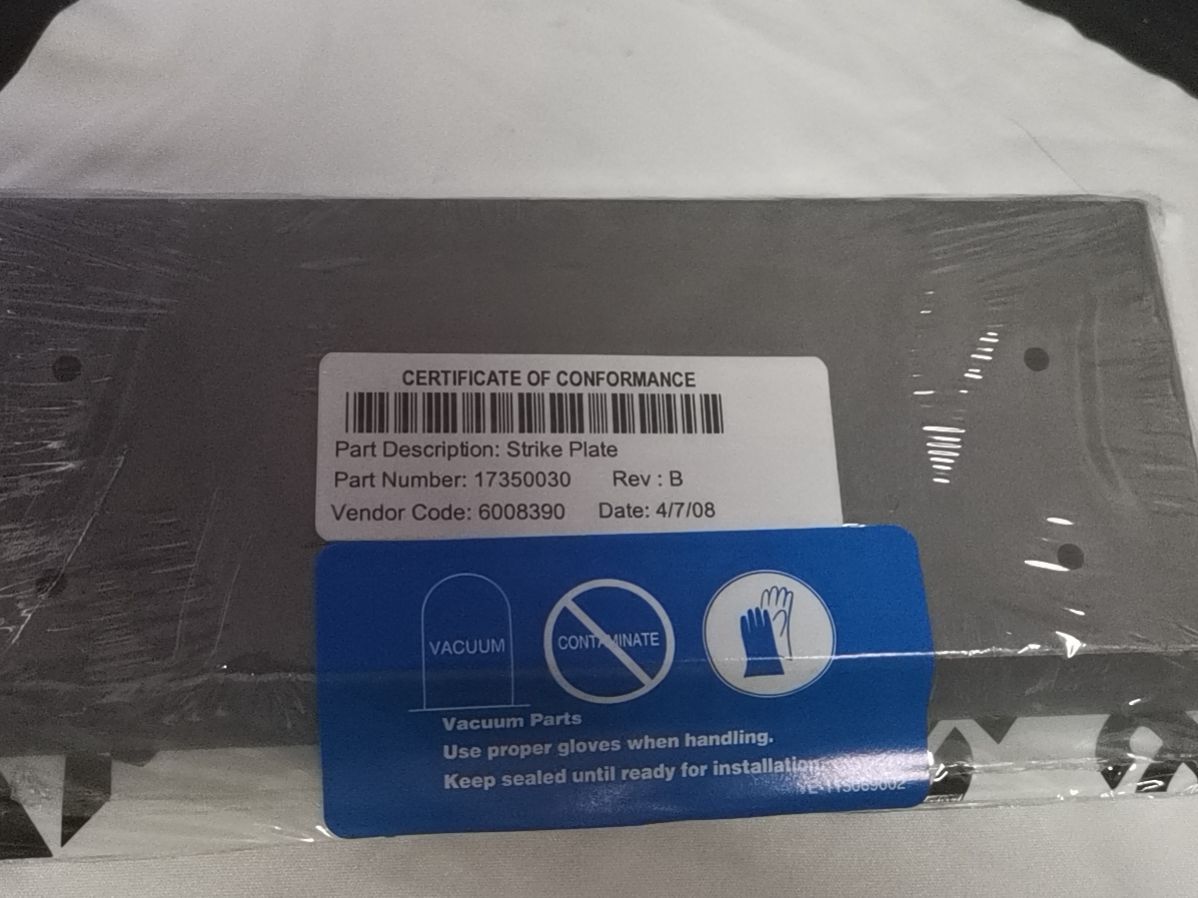 CERTIFICATE OF CONFORMANCE
Part Description: Strike Plate
Part Number: 17350030 Rev : B
Vendor Code: 6008390 Date: 4/7/08
VACUUM
CONTAMINATE
Vacuum Parts
Use proper gloves when handling.
Keep sealed until ready for installation.